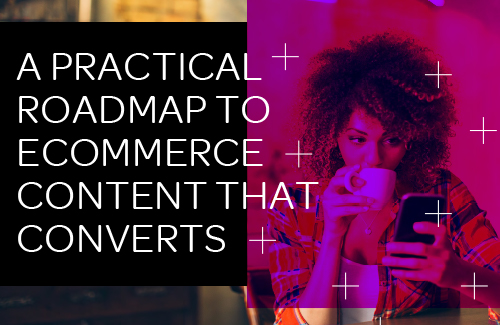 A PRACTICAL
ROADMAP TO
ECOMMERCE
CONTENT THAT
CONVERTS